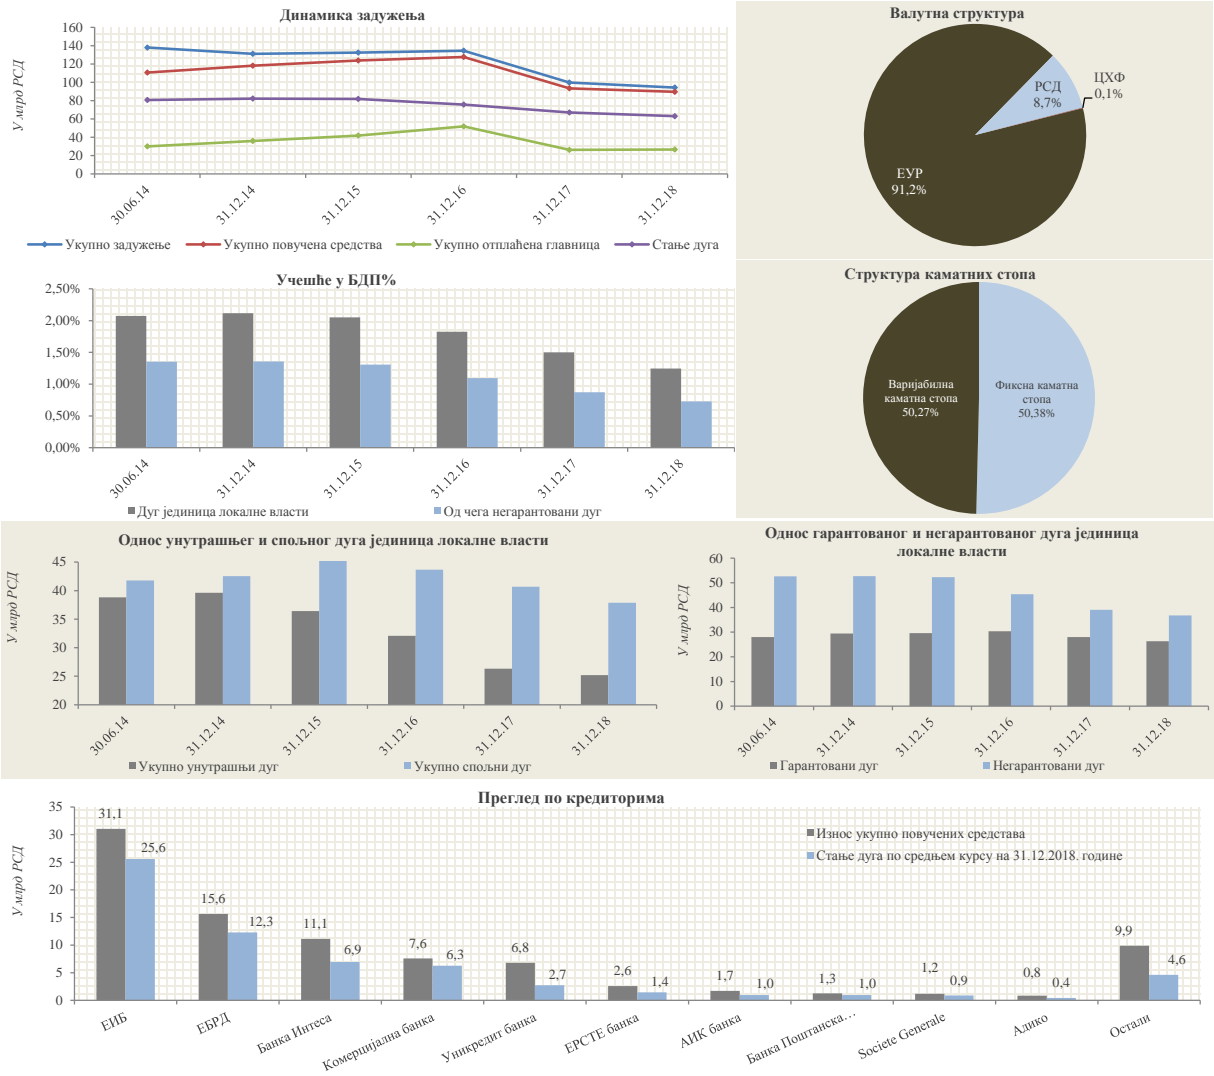 Динамика задужења
160
140
120
100
80
60
40
20
0
У млрд РСД
30.06.14
31.12.14
31.12.15
31.12.16
31.12.17
31.12.18
Укупно задужење
Укупно повучена средства
Укупно отплаћена главница
Стање дуга
Валутна структура
РСД
8,7%
ЦХФ
0,1%
ЕУР
91,2%
Учешће у БДП%
2,50%
2,00%
1,50%
1,00%
0,50%
0,00%
30.06.14
31.12.14
31.12.15
31.12.16
31.12.17
31.12.18
Дуг јединица локалне власти
Од чега негарантовани дуг
Структура каматних стопа
Варијабилна
каматна стопа
50,27%
Фиксна каматна
стопа
50,38%
Однос унутрашњег и спољног дуга јединица локалне власти
45
40
35
30
25
20
У млрд РСД
30.06.14
31.12.14
31.12.15
31.12.16
31.12.17
31.12.18
Укупно унутрашњи дуг
Укупно спољни дуг
Однос гарантованог и негарантованог дуга јединица
локалне власти
60
50
40
30
20
10
0
У млрд РСД
30.06.14
31.12.14
31.12.15
31.12.16
31.12.17
31.12.18
Гарантовани дуг
Негарантовани дуг
Преглед по кредиторима
35
30
25
20
15
10
5
0
У млрд РСД
Износ укупно повучених средстава
Стање дуга по средњем курсу на 31.12.2018. године
31,1
25,6
15,6
12,3
11,1
6,9
7,6
6,3
6,8
2,7
2,6
1,4
1,7
1,0
1,3
1,0
1,2
0,9
0,8
0,4
9,9
4,6
ЕИБ
ЕБРД
Банка Интеса
Комерцијална банка
Уникредит банка
ЕРСТЕ банка
АИК банка
Банка Поштанска…
Societe Generale
Алико
Остали